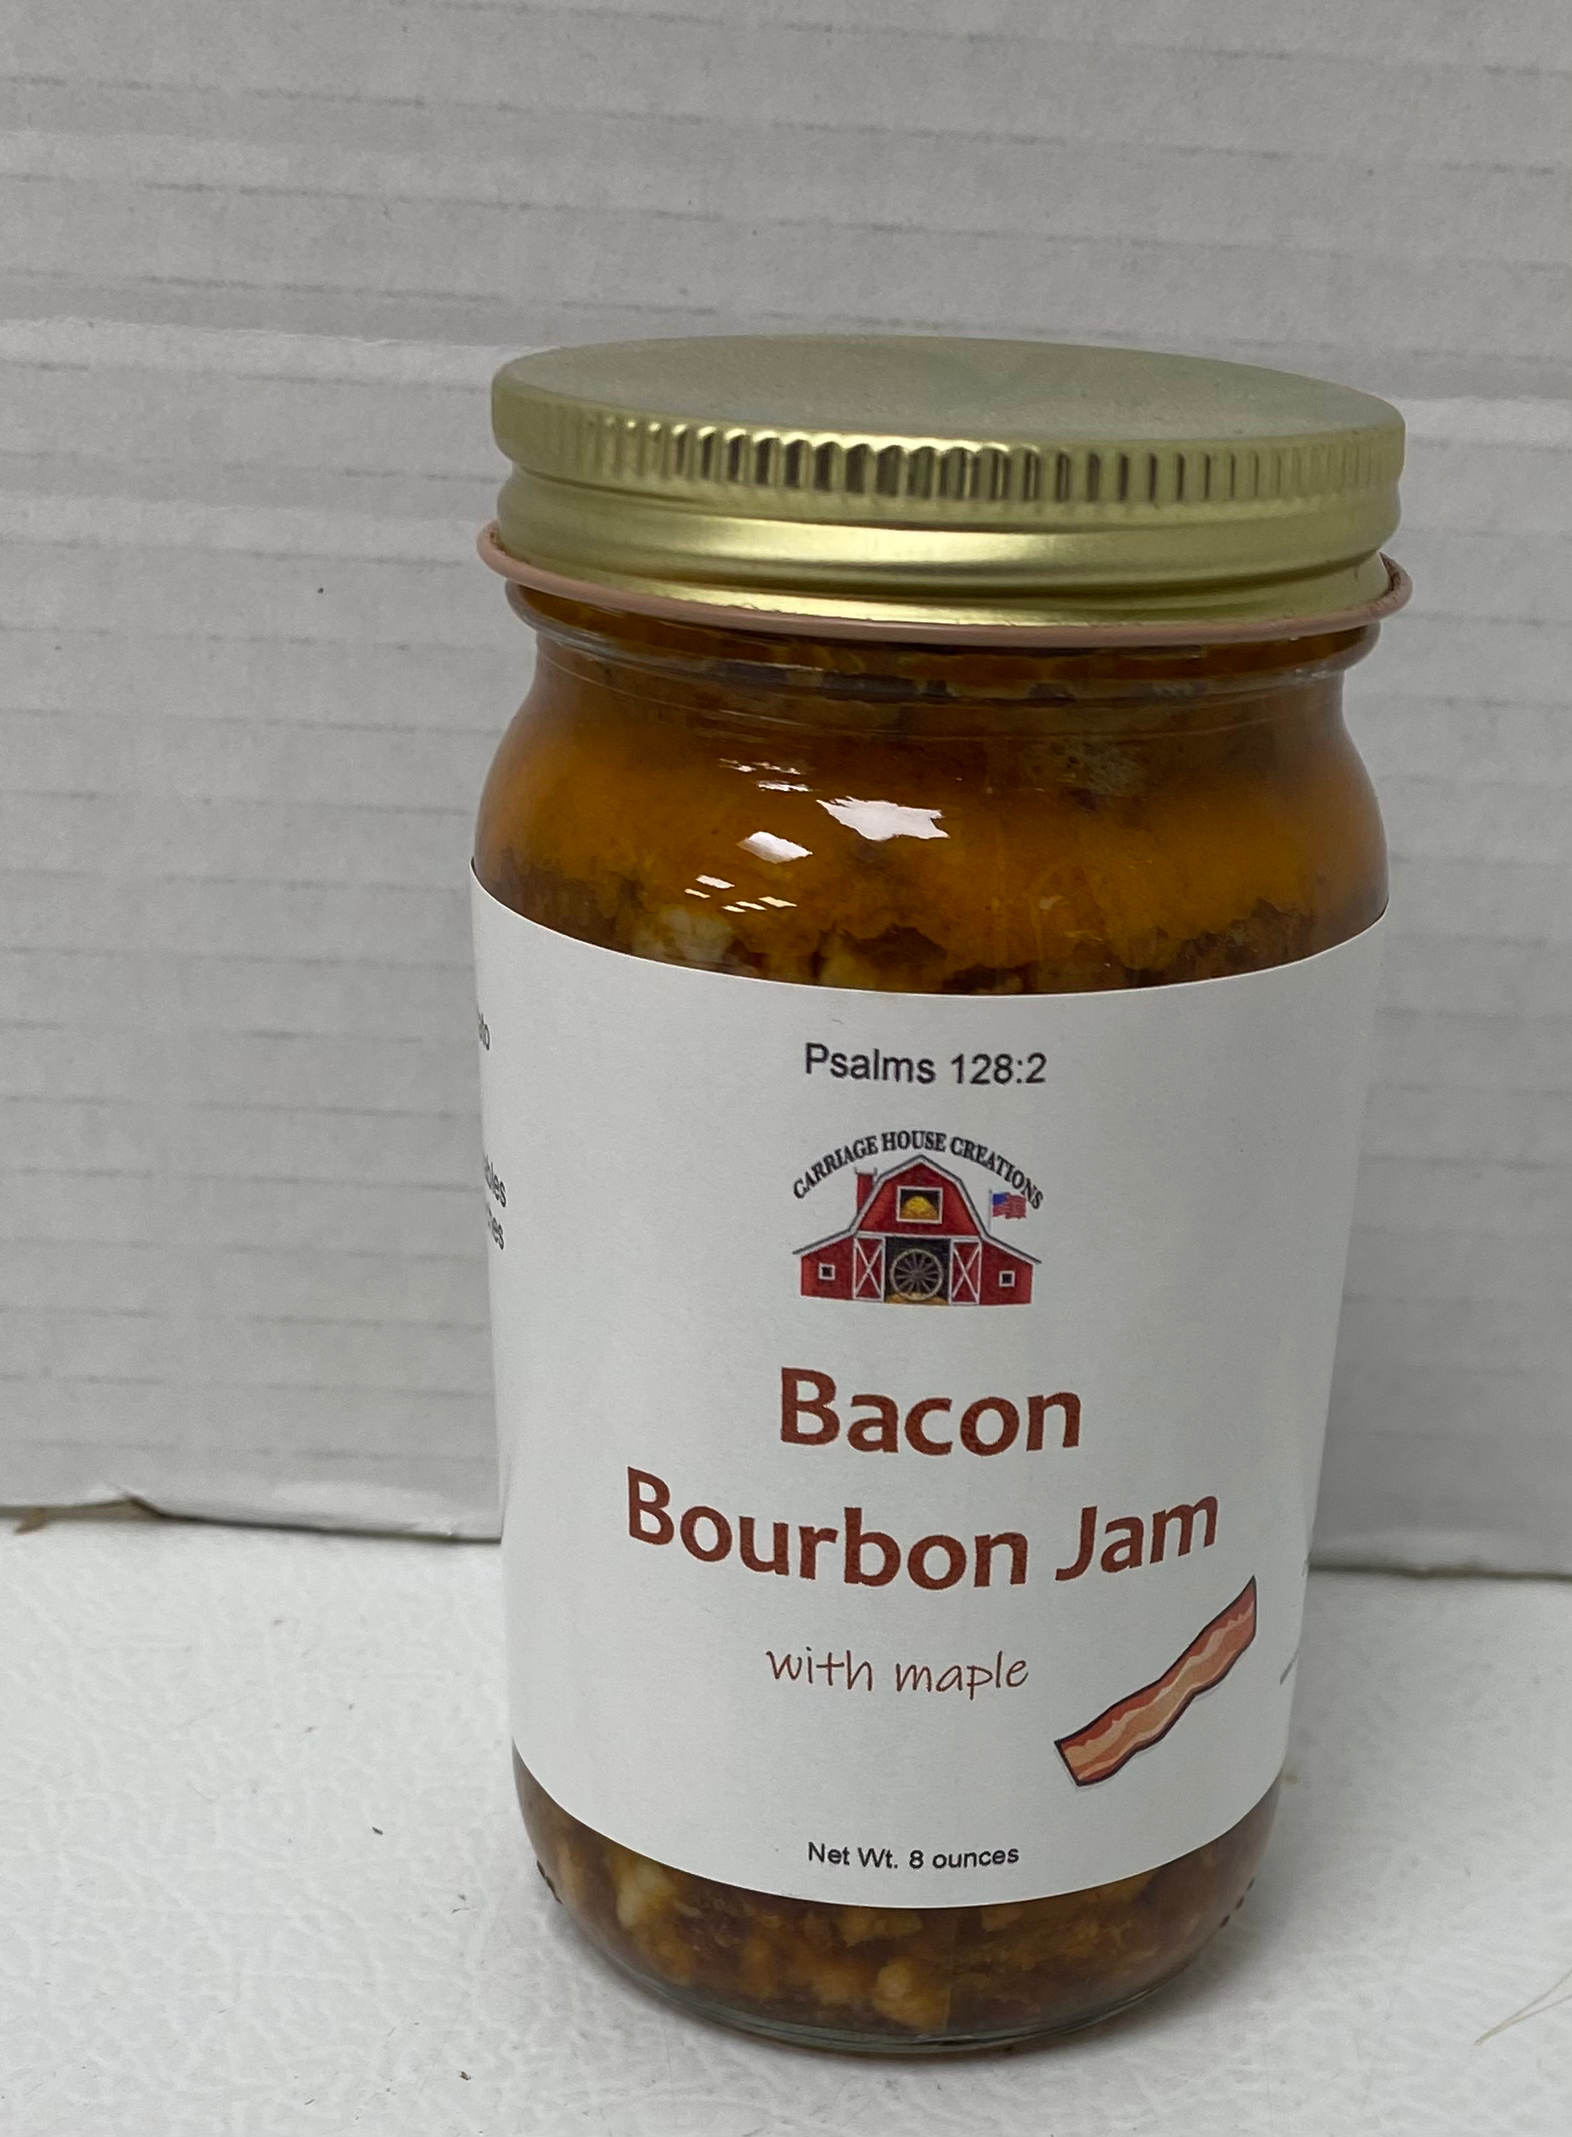 Psalms 128:2
CARRIAGE HOUSE CREATIONS
Bacon
Bourbon Jam
with maple
Net Wt. 8 ounces